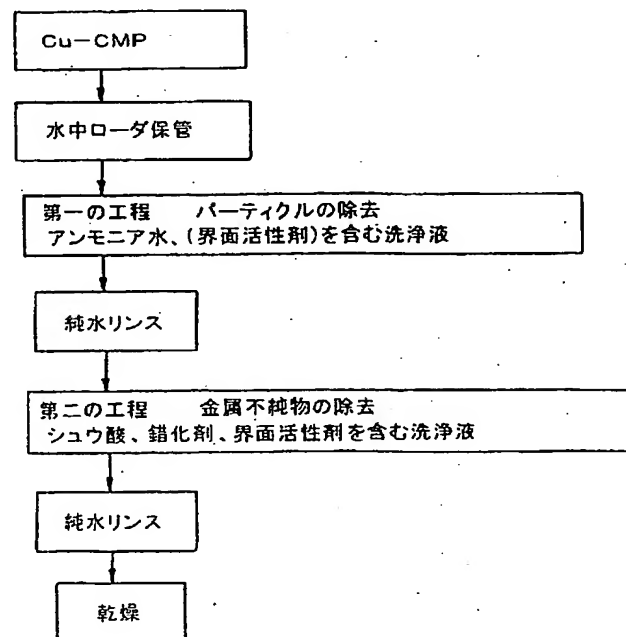 Cu－CMP
水中ローダ保管
第一の工程　パーティクルの除去
アンモニア水、(界面活性剤)を含む洗浄液
純水リンス
第二の工程　金属不純物の除去
シュウ酸、錯化剤、界面活性剤を含む洗浄液
純水リンス
乾燥